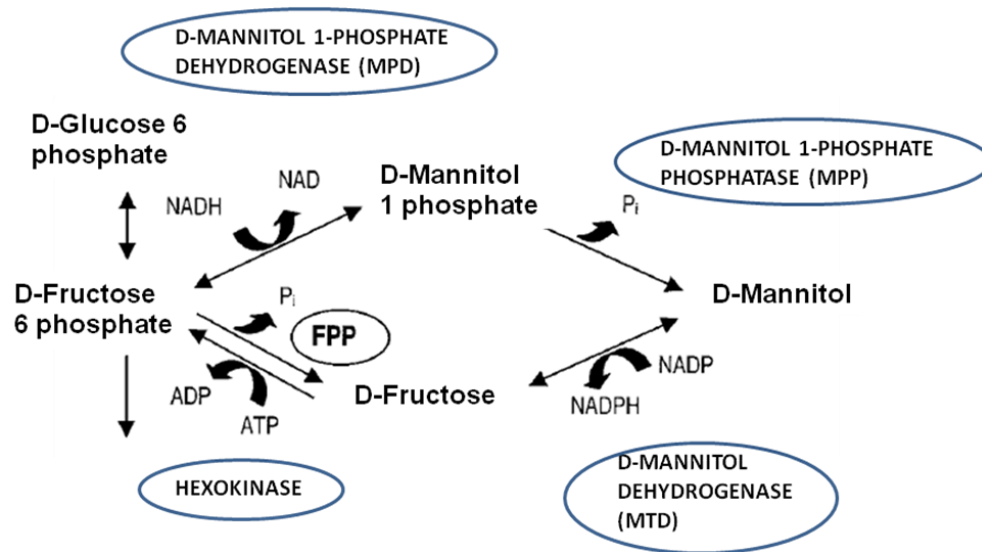 D-MANNITOL 1-PHOSPHATE
DEHYDROGENASE (MPD)
D-Glucose 6
phosphate
D-MANNITOL 1-PHOSPHATE
PHOSPHATASE (MPP)
NADH
NAD
D-Mannitol
1 phosphate
Pi
D-Fructose
6 phosphate
Pi
FPP
D-Mannitol
ADP
ATP
D-Fructose
NADP
NADPH
HEXOKINASE
D-MANNITOL
DEHYDROGENASE
(MTD)